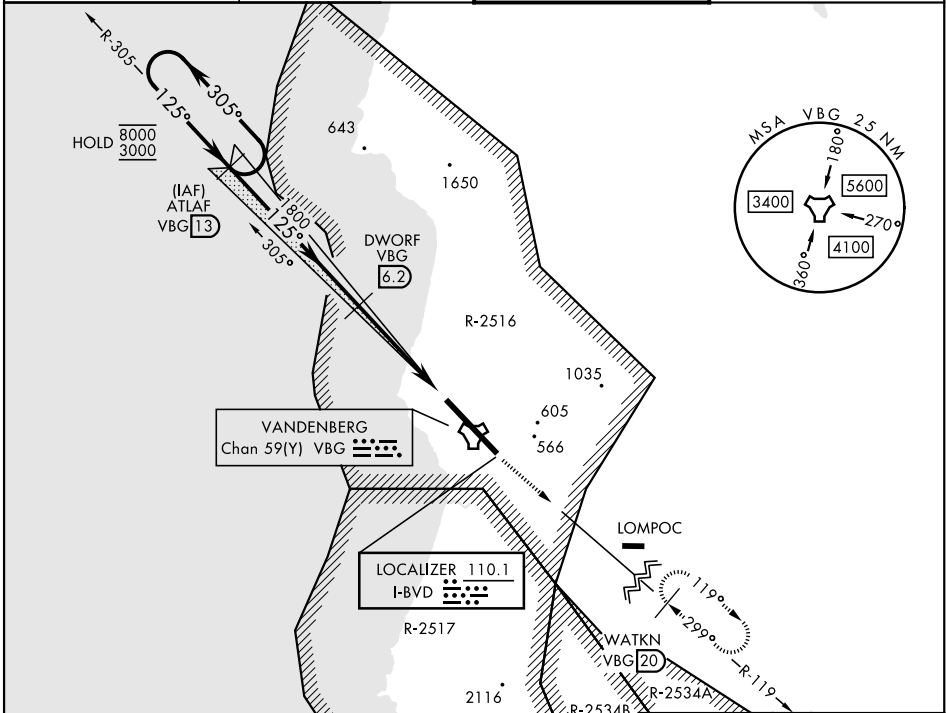 R-305
125°
305°
HOLD 8000
3000
(IAF)
ATLAF
VBG 13
1800
125°
305°
DWORF
VBG
6.2
643
1650
R-2516
1035
605
566
MSA VBG 25 NM
180°
5600
3400
270°
4100
360°
VANDENBERG
Chan 59(Y) VBG
LOCALIZER 110.1
I-BVD
R-2517
LOMPOC
119°
299°
WATKN
VBG 20
R-119
R-2534A
R-2534B
2116